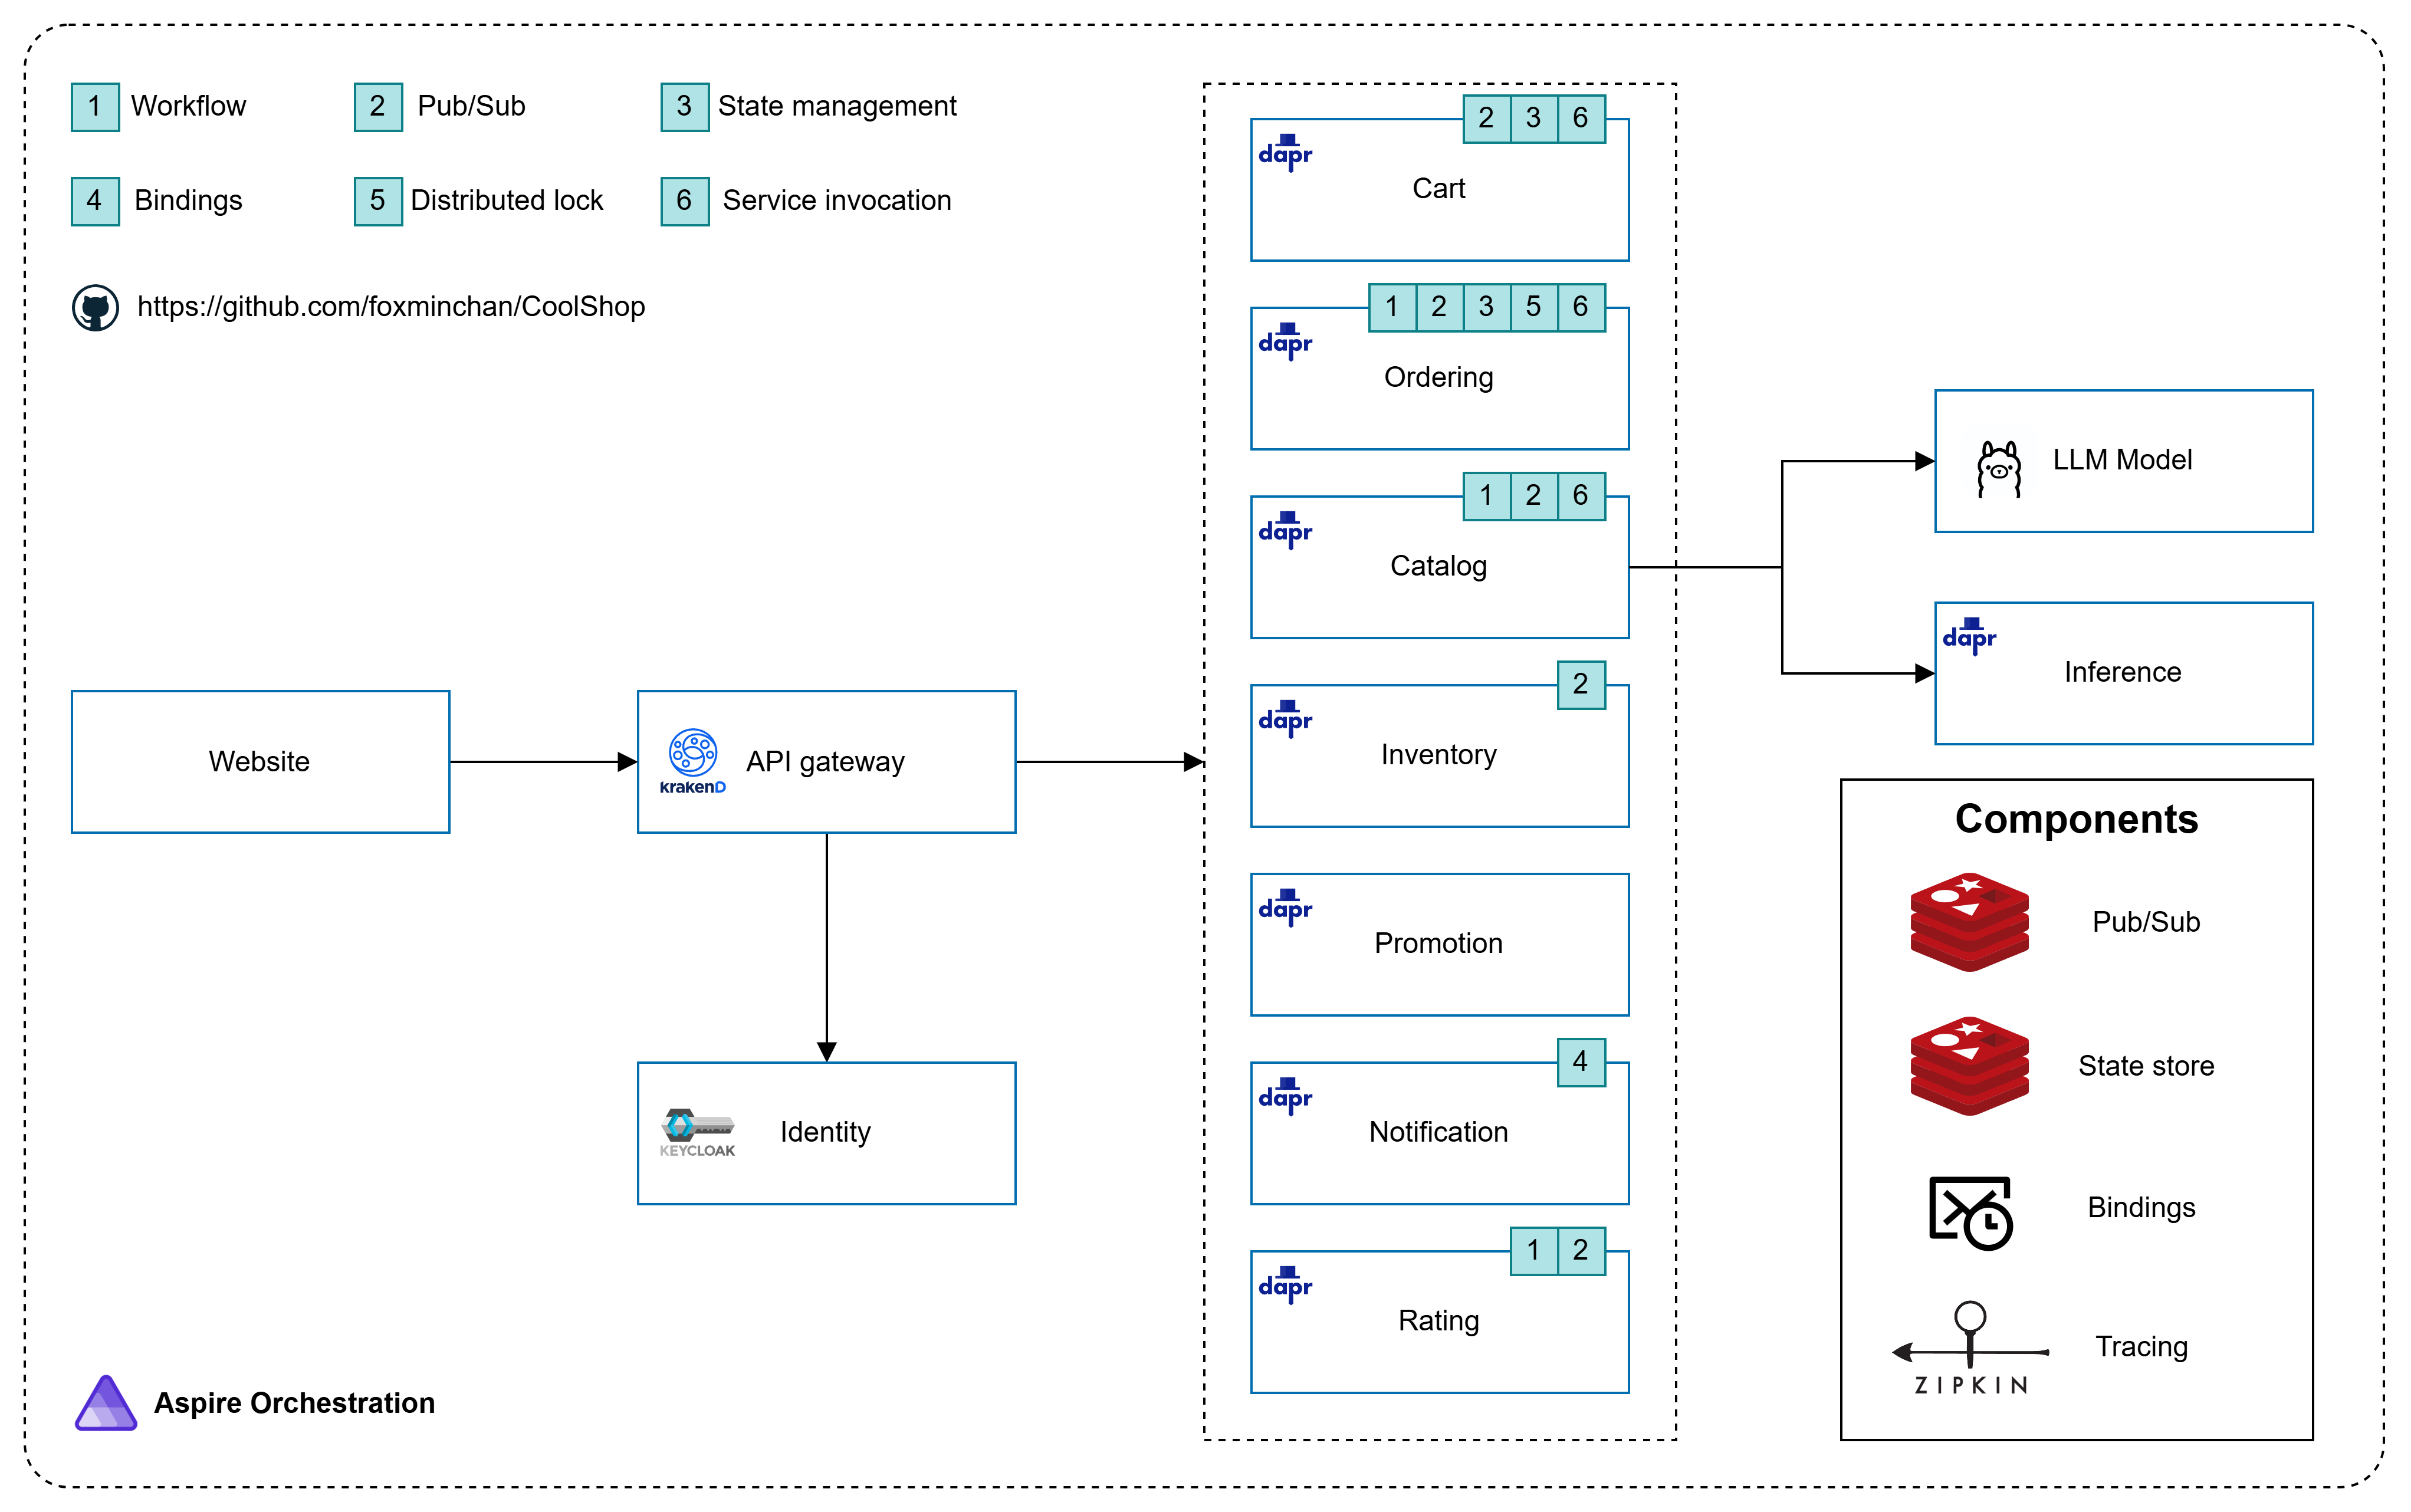 1 Workflow
2 Pub/Sub
3 State management
4 Bindings
5 Distributed lock
6 Service invocation
https://github.com/foxminchan/CoolShop
Website
krakenD
API gateway
KEYCLOAK
Identity
2 3 6
dapr
Cart
1 2 3 5 6
dapr
Ordering
1 2 6
dapr
Catalog
2
dapr
Inventory
dapr
Promotion
4
dapr
Notification
1 2
dapr
Rating
LLM Model
dapr
Inference
Components
Pub/Sub
State store
Bindings
ZIPKIN
Tracing
Aspire Orchestration